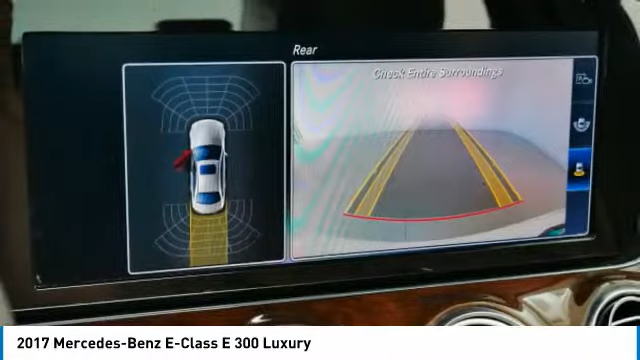 Rear
Check Entire Surroundings
2017 Mercedes-Benz E-Class E 300 Luxury